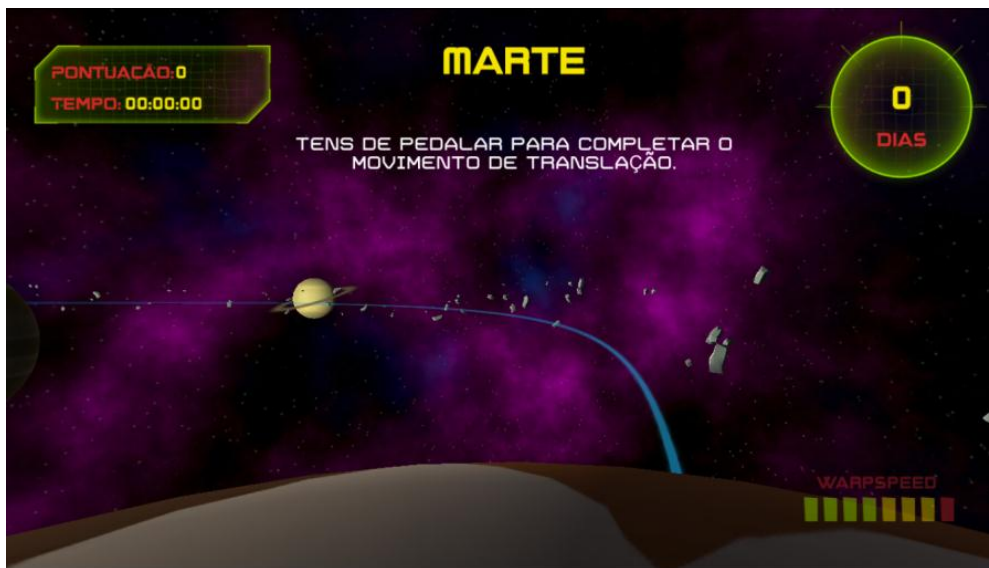 MARTE
PONTUAÇÃO:0
TEMPO: 00:00:00
0
DIAS
TENS DE PEDALAR PARA COMPLETAR O
MOVIMENTO DE TRANSLAÇÃO.
WARPSPEED